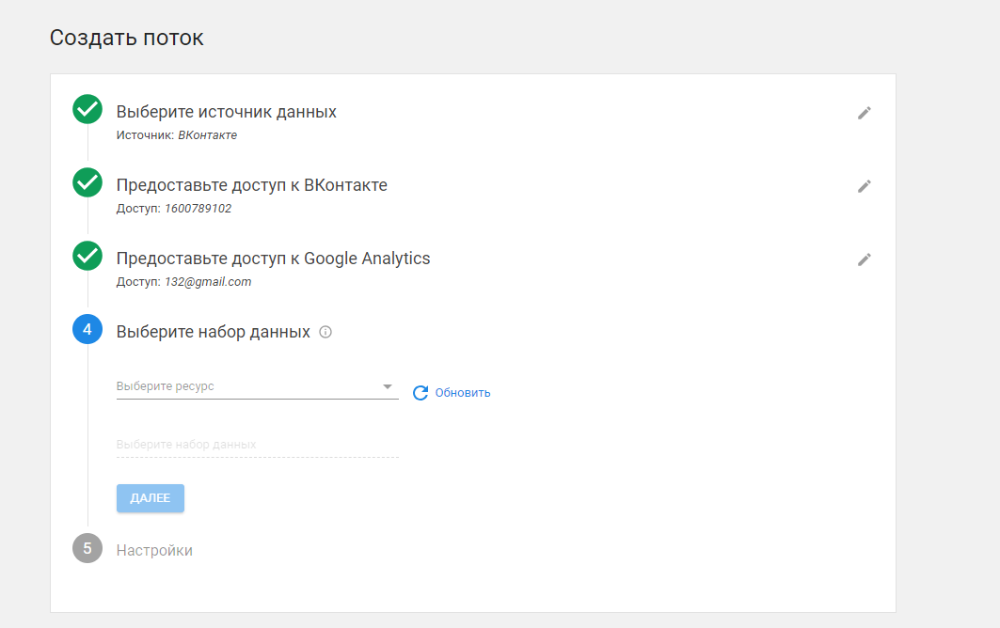 Создать поток
Выберите источник данных
Источник: ВКонтакте
Предоставьте доступ к ВКонтакте
Доступ: 1600789102
Предоставьте доступ к Google Analytics
Доступ: 132@gmail.com
4 Выберите набор данных
Выберите ресурс
Обновить
Выберите набор данных
ДАЛЕЕ
5 Настройки